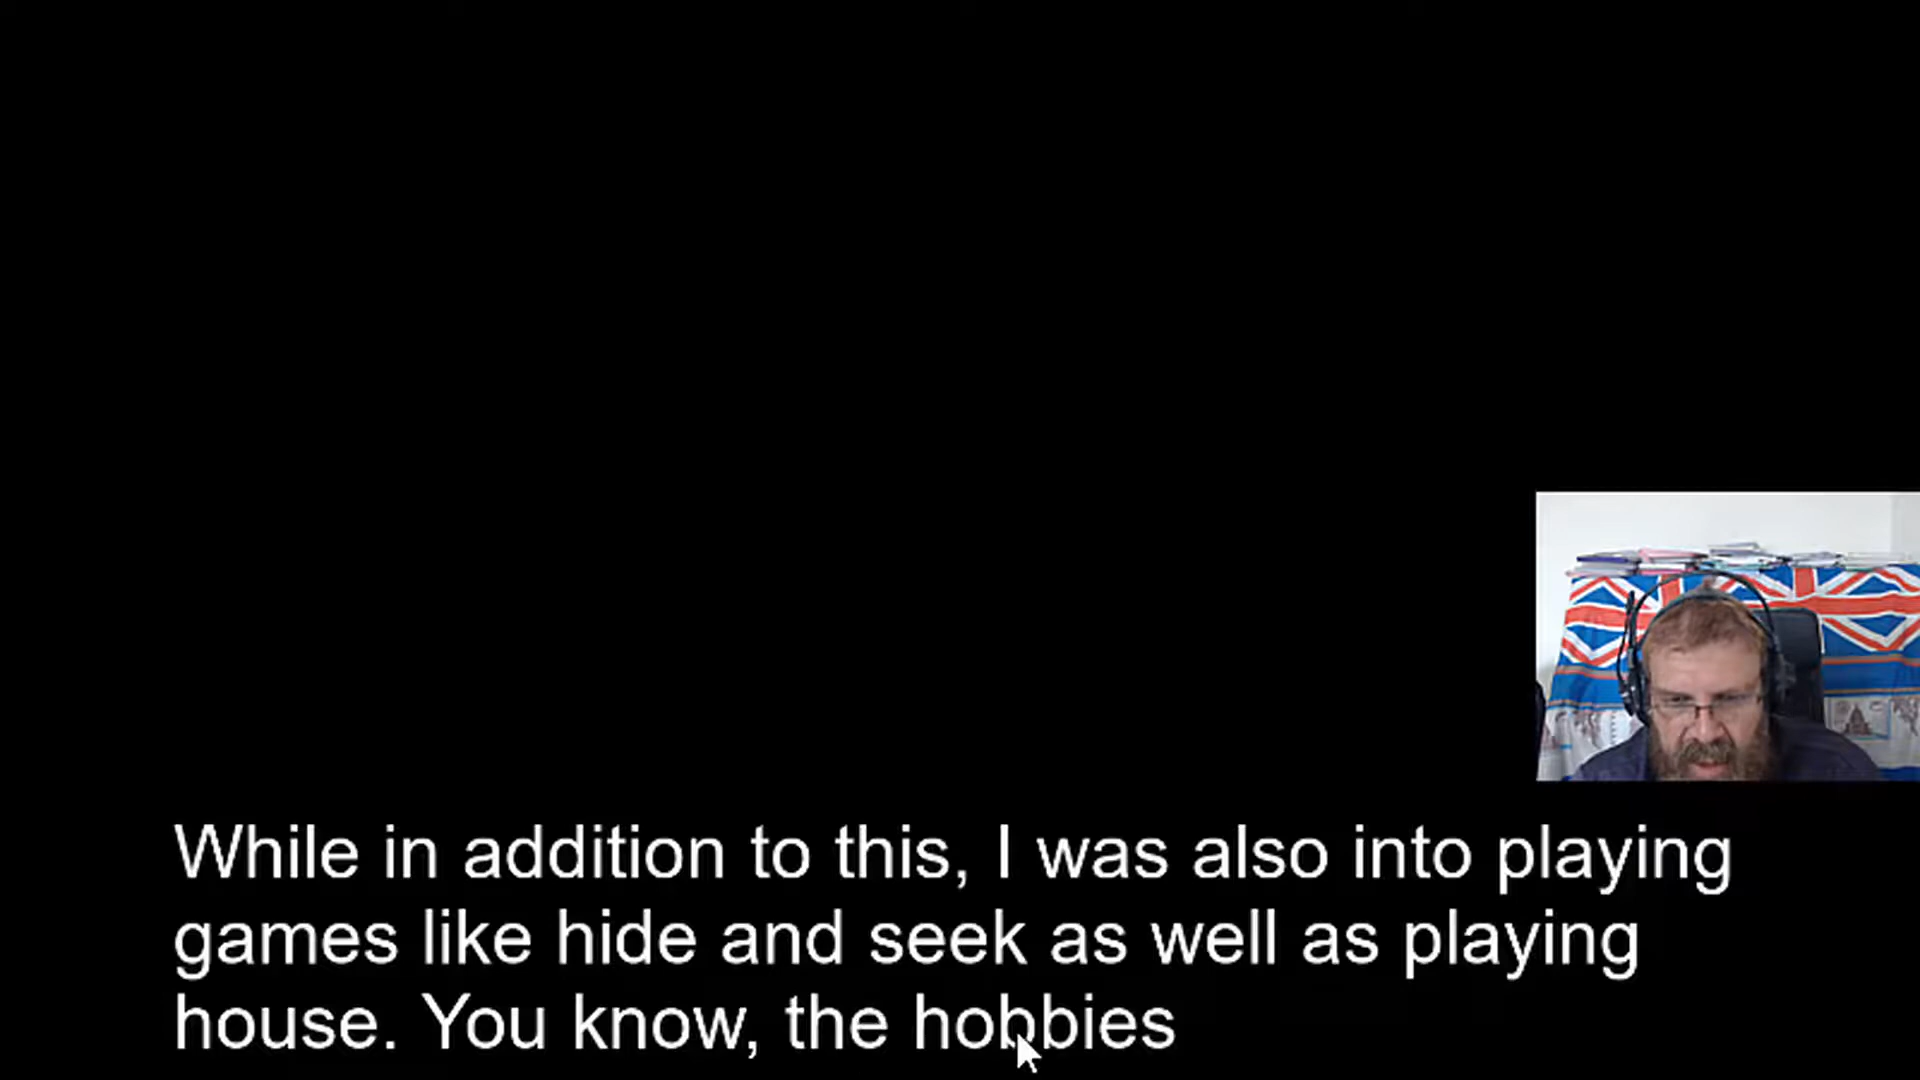 While in addition to this, I was also into playing
games like hide and seek as well as playing
house. You know, the hobbies